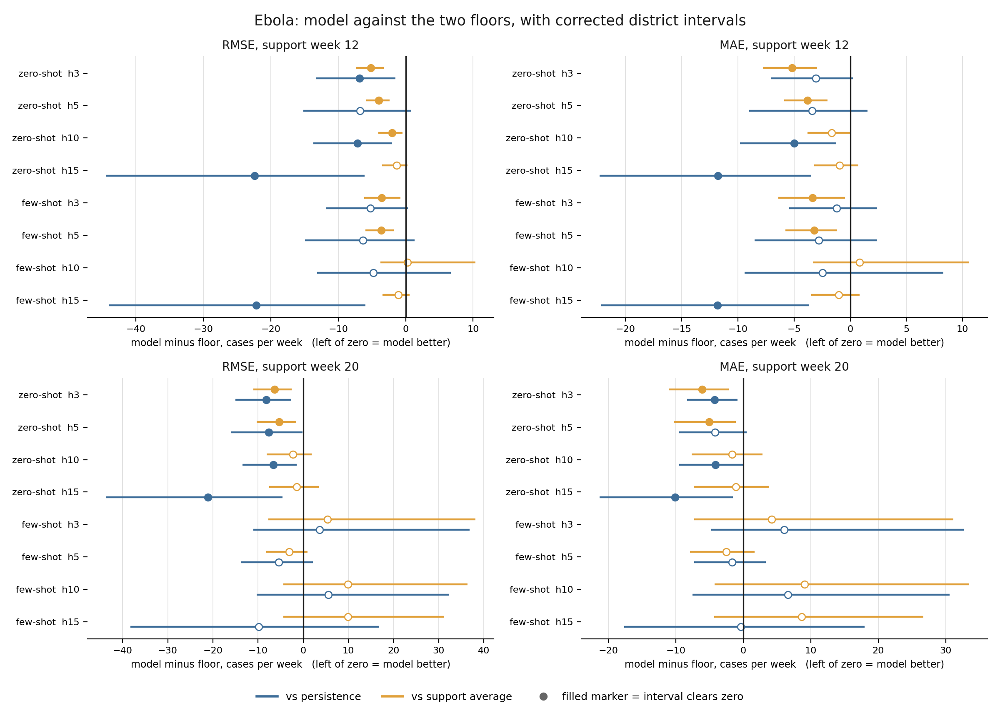 Ebola: model against the two floors, with corrected district intervals
RMSE, support week 12
zero-shot h3
zero-shot h5
zero-shot h10
zero-shot h15
few-shot h3
few-shot h5
few-shot h10
few-shot h15
−40 −30 −20 −10 0 10
model minus floor, cases per week (left of zero = model better)
MAE, support week 12
zero-shot h3
zero-shot h5
zero-shot h10
zero-shot h15
few-shot h3
few-shot h5
few-shot h10
few-shot h15
−20 −15 −10 −5 0 5 10
model minus floor, cases per week (left of zero = model better)
RMSE, support week 20
zero-shot h3
zero-shot h5
zero-shot h10
zero-shot h15
few-shot h3
few-shot h5
few-shot h10
few-shot h15
−40 −30 −20 −10 0 10 20 30 40
model minus floor, cases per week (left of zero = model better)
MAE, support week 20
zero-shot h3
zero-shot h5
zero-shot h10
zero-shot h15
few-shot h3
few-shot h5
few-shot h10
few-shot h15
−20 −10 0 10 20 30
model minus floor, cases per week (left of zero = model better)
vs persistence vs support average filled marker = interval clears zero